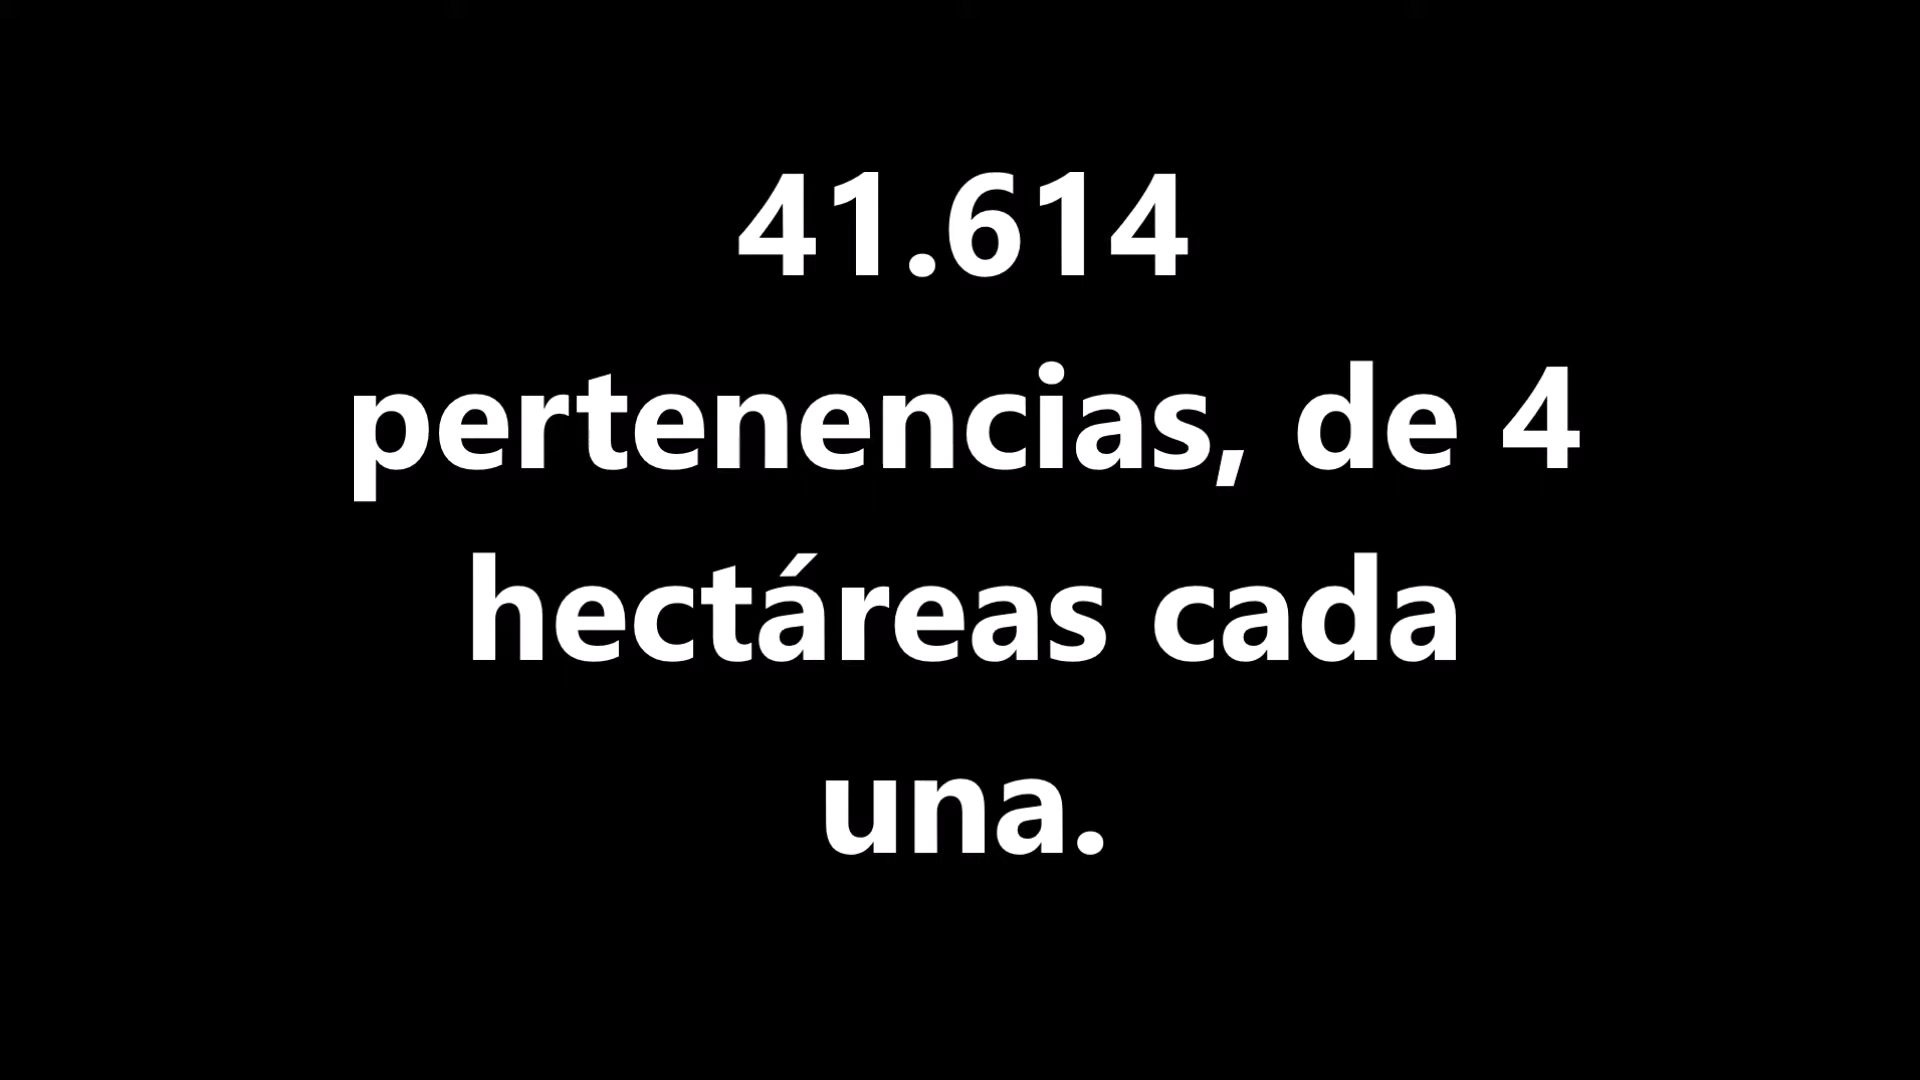 41.614
pertenencias, de 4
hectáreas cada
una.